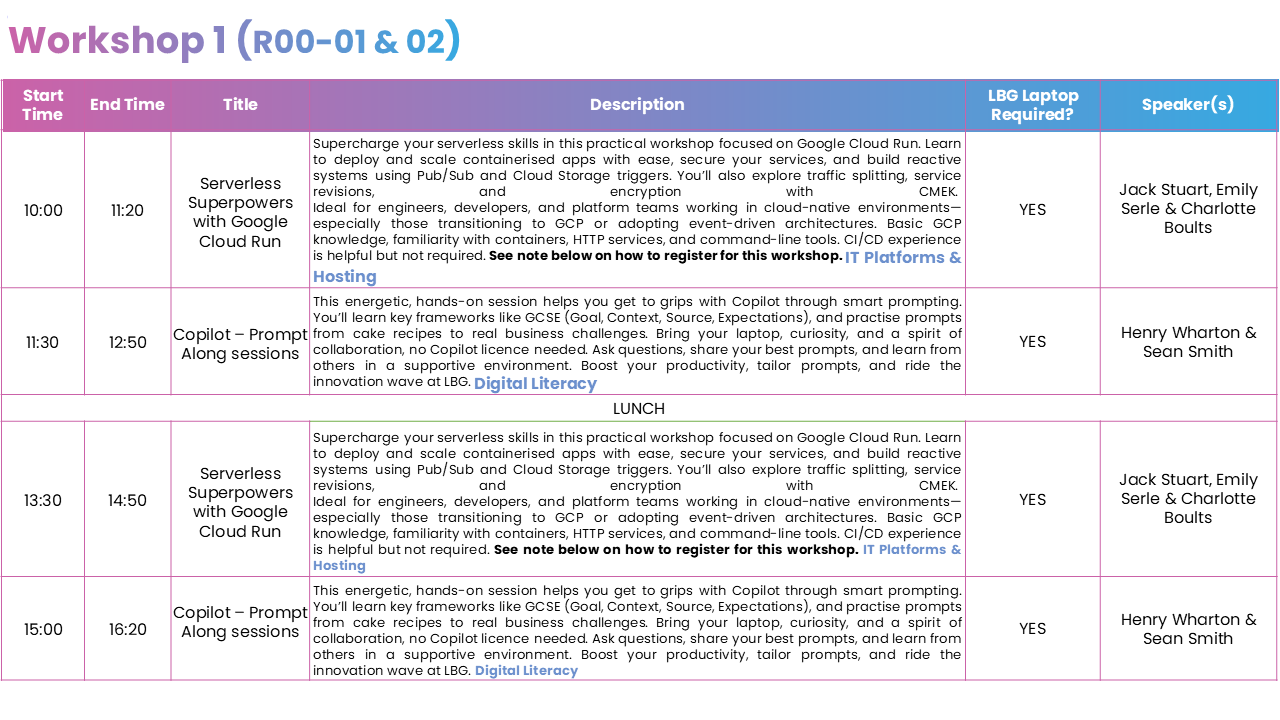 Workshop 1 (R00-01 & 02)
Start Time
End Time
Title
Description
LBG Laptop Required?
Speaker(s)
10:00
11:20
Serverless
Superpowers
with Google
Cloud Run
Supercharge your serverless skills in this practical workshop focused on Google Cloud Run. Learn
to deploy and scale containerised apps with ease, secure your services, and build reactive
systems using Pub/Sub and Cloud Storage triggers. You’ll also explore traffic splitting, service
revisions, and encryption with CMEK.
Ideal for engineers, developers, and platform teams working in cloud-native environments—
especially those transitioning to GCP or adopting event-driven architectures. Basic GCP
knowledge, familiarity with containers, HTTP services, and command-line tools. CI/CD experience
is helpful but not required. See note below on how to register for this workshop. IT Platforms &
Hosting
YES
Jack Stuart, Emily
Serle & Charlotte
Boults
11:30
12:50
Copilot – Prompt
Along sessions
This energetic, hands-on session helps you get to grips with Copilot through smart prompting.
You’ll learn key frameworks like GCSE (Goal, Context, Source, Expectations), and practise prompts
from cake recipes to real business challenges. Bring your laptop, curiosity, and a spirit of
collaboration, no Copilot licence needed. Ask questions, share your best prompts, and learn from
others in a supportive environment. Boost your productivity, tailor prompts, and ride the
innovation wave at LBG. Digital Literacy
YES
Henry Wharton &
Sean Smith
LUNCH
13:30
14:50
Serverless
Superpowers
with Google
Cloud Run
Supercharge your serverless skills in this practical workshop focused on Google Cloud Run. Learn
to deploy and scale containerised apps with ease, secure your services, and build reactive
systems using Pub/Sub and Cloud Storage triggers. You’ll also explore traffic splitting, service
revisions, and encryption with CMEK.
Ideal for engineers, developers, and platform teams working in cloud-native environments—
especially those transitioning to GCP or adopting event-driven architectures. Basic GCP
knowledge, familiarity with containers, HTTP services, and command-line tools. CI/CD experience
is helpful but not required. See note below on how to register for this workshop. IT Platforms &
Hosting
YES
Jack Stuart, Emily
Serle & Charlotte
Boults
15:00
16:20
Copilot – Prompt
Along sessions
This energetic, hands-on session helps you get to grips with Copilot through smart prompting.
You’ll learn key frameworks like GCSE (Goal, Context, Source, Expectations), and practise prompts
from cake recipes to real business challenges. Bring your laptop, curiosity, and a spirit of
collaboration, no Copilot licence needed. Ask questions, share your best prompts, and learn from
others in a supportive environment. Boost your productivity, tailor prompts, and ride the
innovation wave at LBG. Digital Literacy
YES
Henry Wharton &
Sean Smith